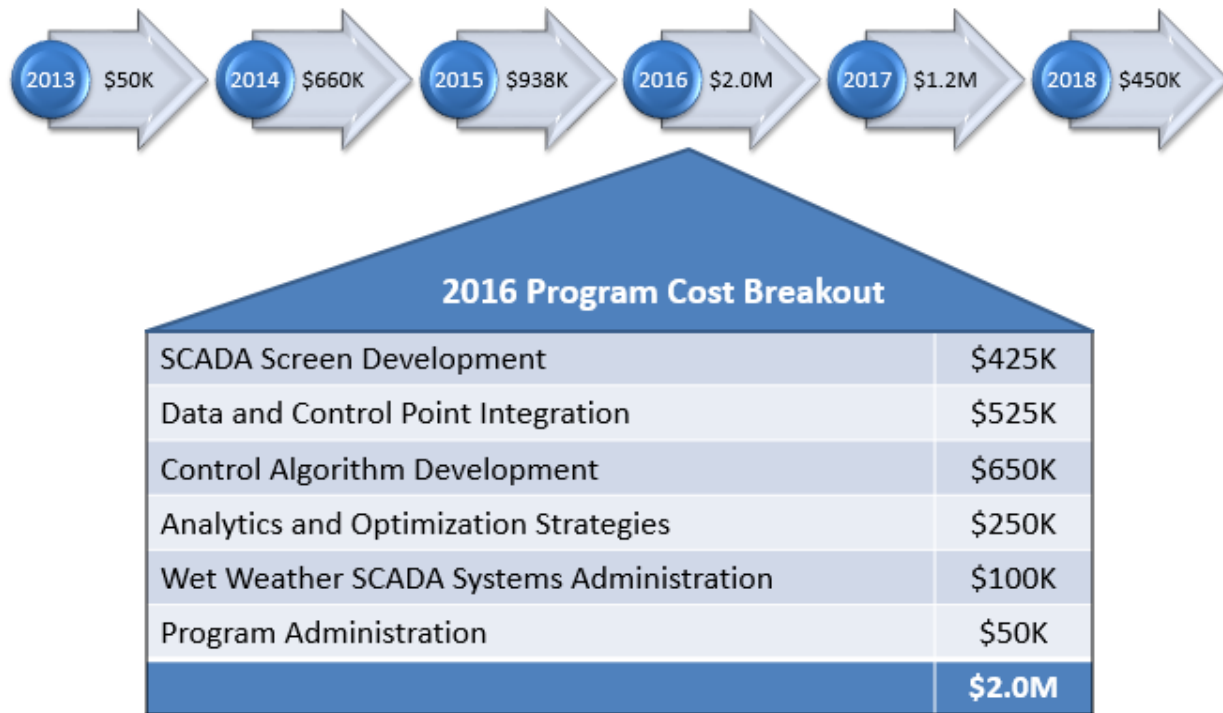 2013 $50K 2014 $660K 2015 $938K 2016 $2.0M 2017 $1.2M 2018 $450K
2016 Program Cost Breakout
SCADA Screen Development $425K
Data and Control Point Integration $525K
Control Algorithm Development $650K
Analytics and Optimization Strategies $250K
Wet Weather SCADA Systems Administration $100K
Program Administration $50K
$2.0M